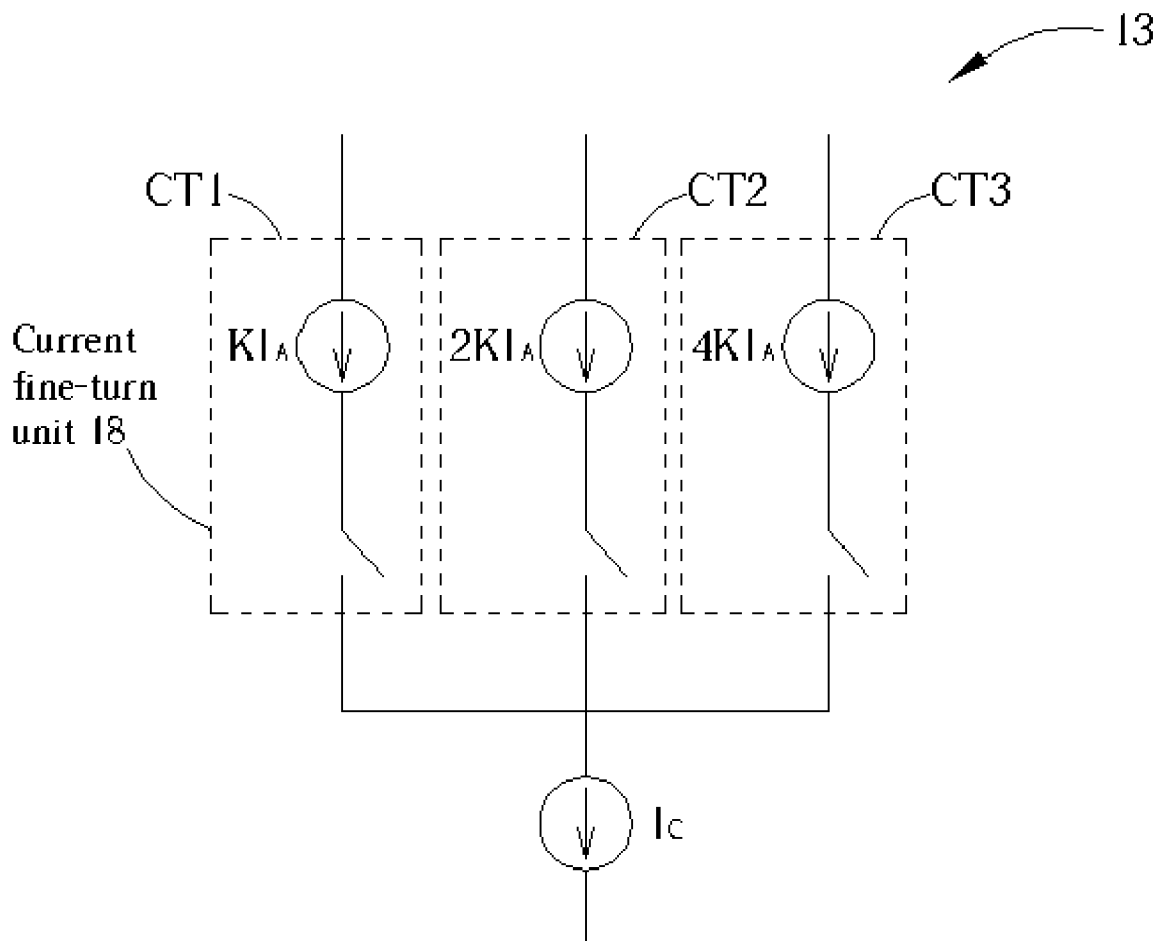 13
CT1
CT2
CT3
Current
fine-turn
unit 18
KIA
2KIA
4KIA
IC